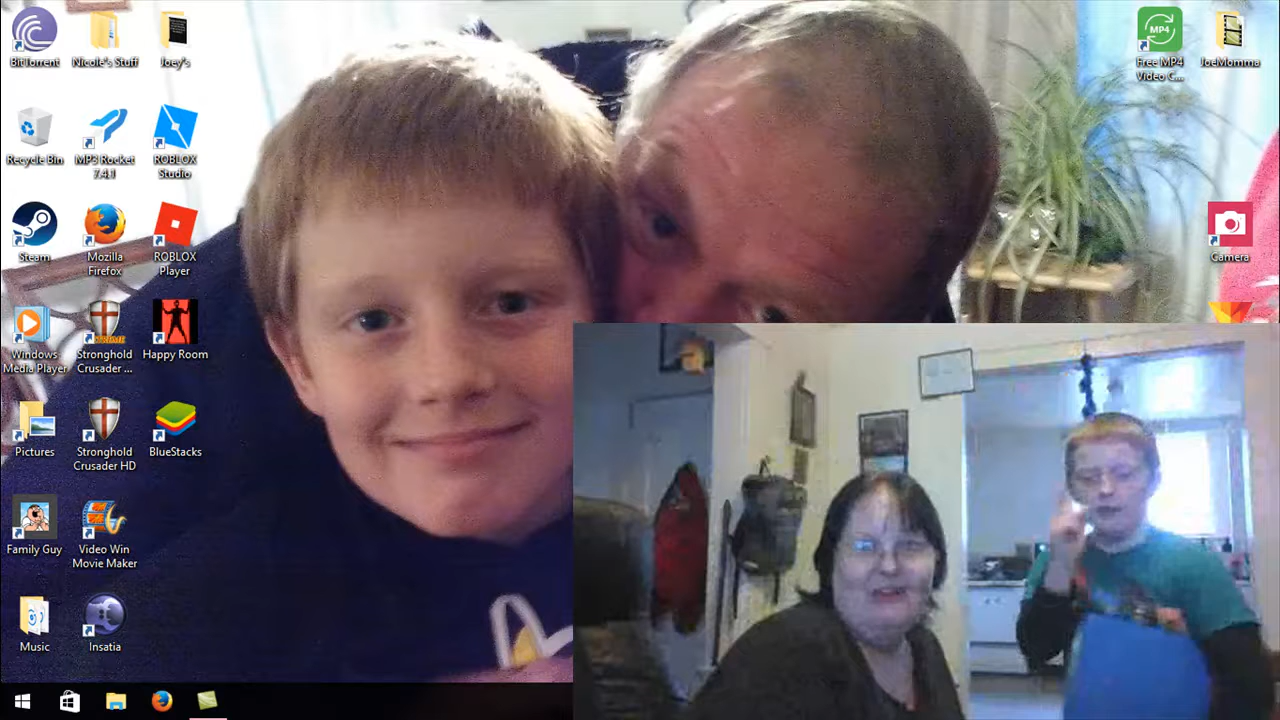 BitTorrent
Nicole's Stuff
Joey's
MP4
Free MP4
Video C...
JoeMomma
Recycle Bin
MP3 Rocket
7.4.1
ROBLOX
Studio
Steam
Mozilla
Firefox
ROBLOX
Player
Camera
Windows
Media Player
Stronghold
Crusader ...
Happy Room
Pictures
Stronghold
Crusader HD
BlueStacks
Family Guy
Video Win
Movie Maker
Music
Insatia